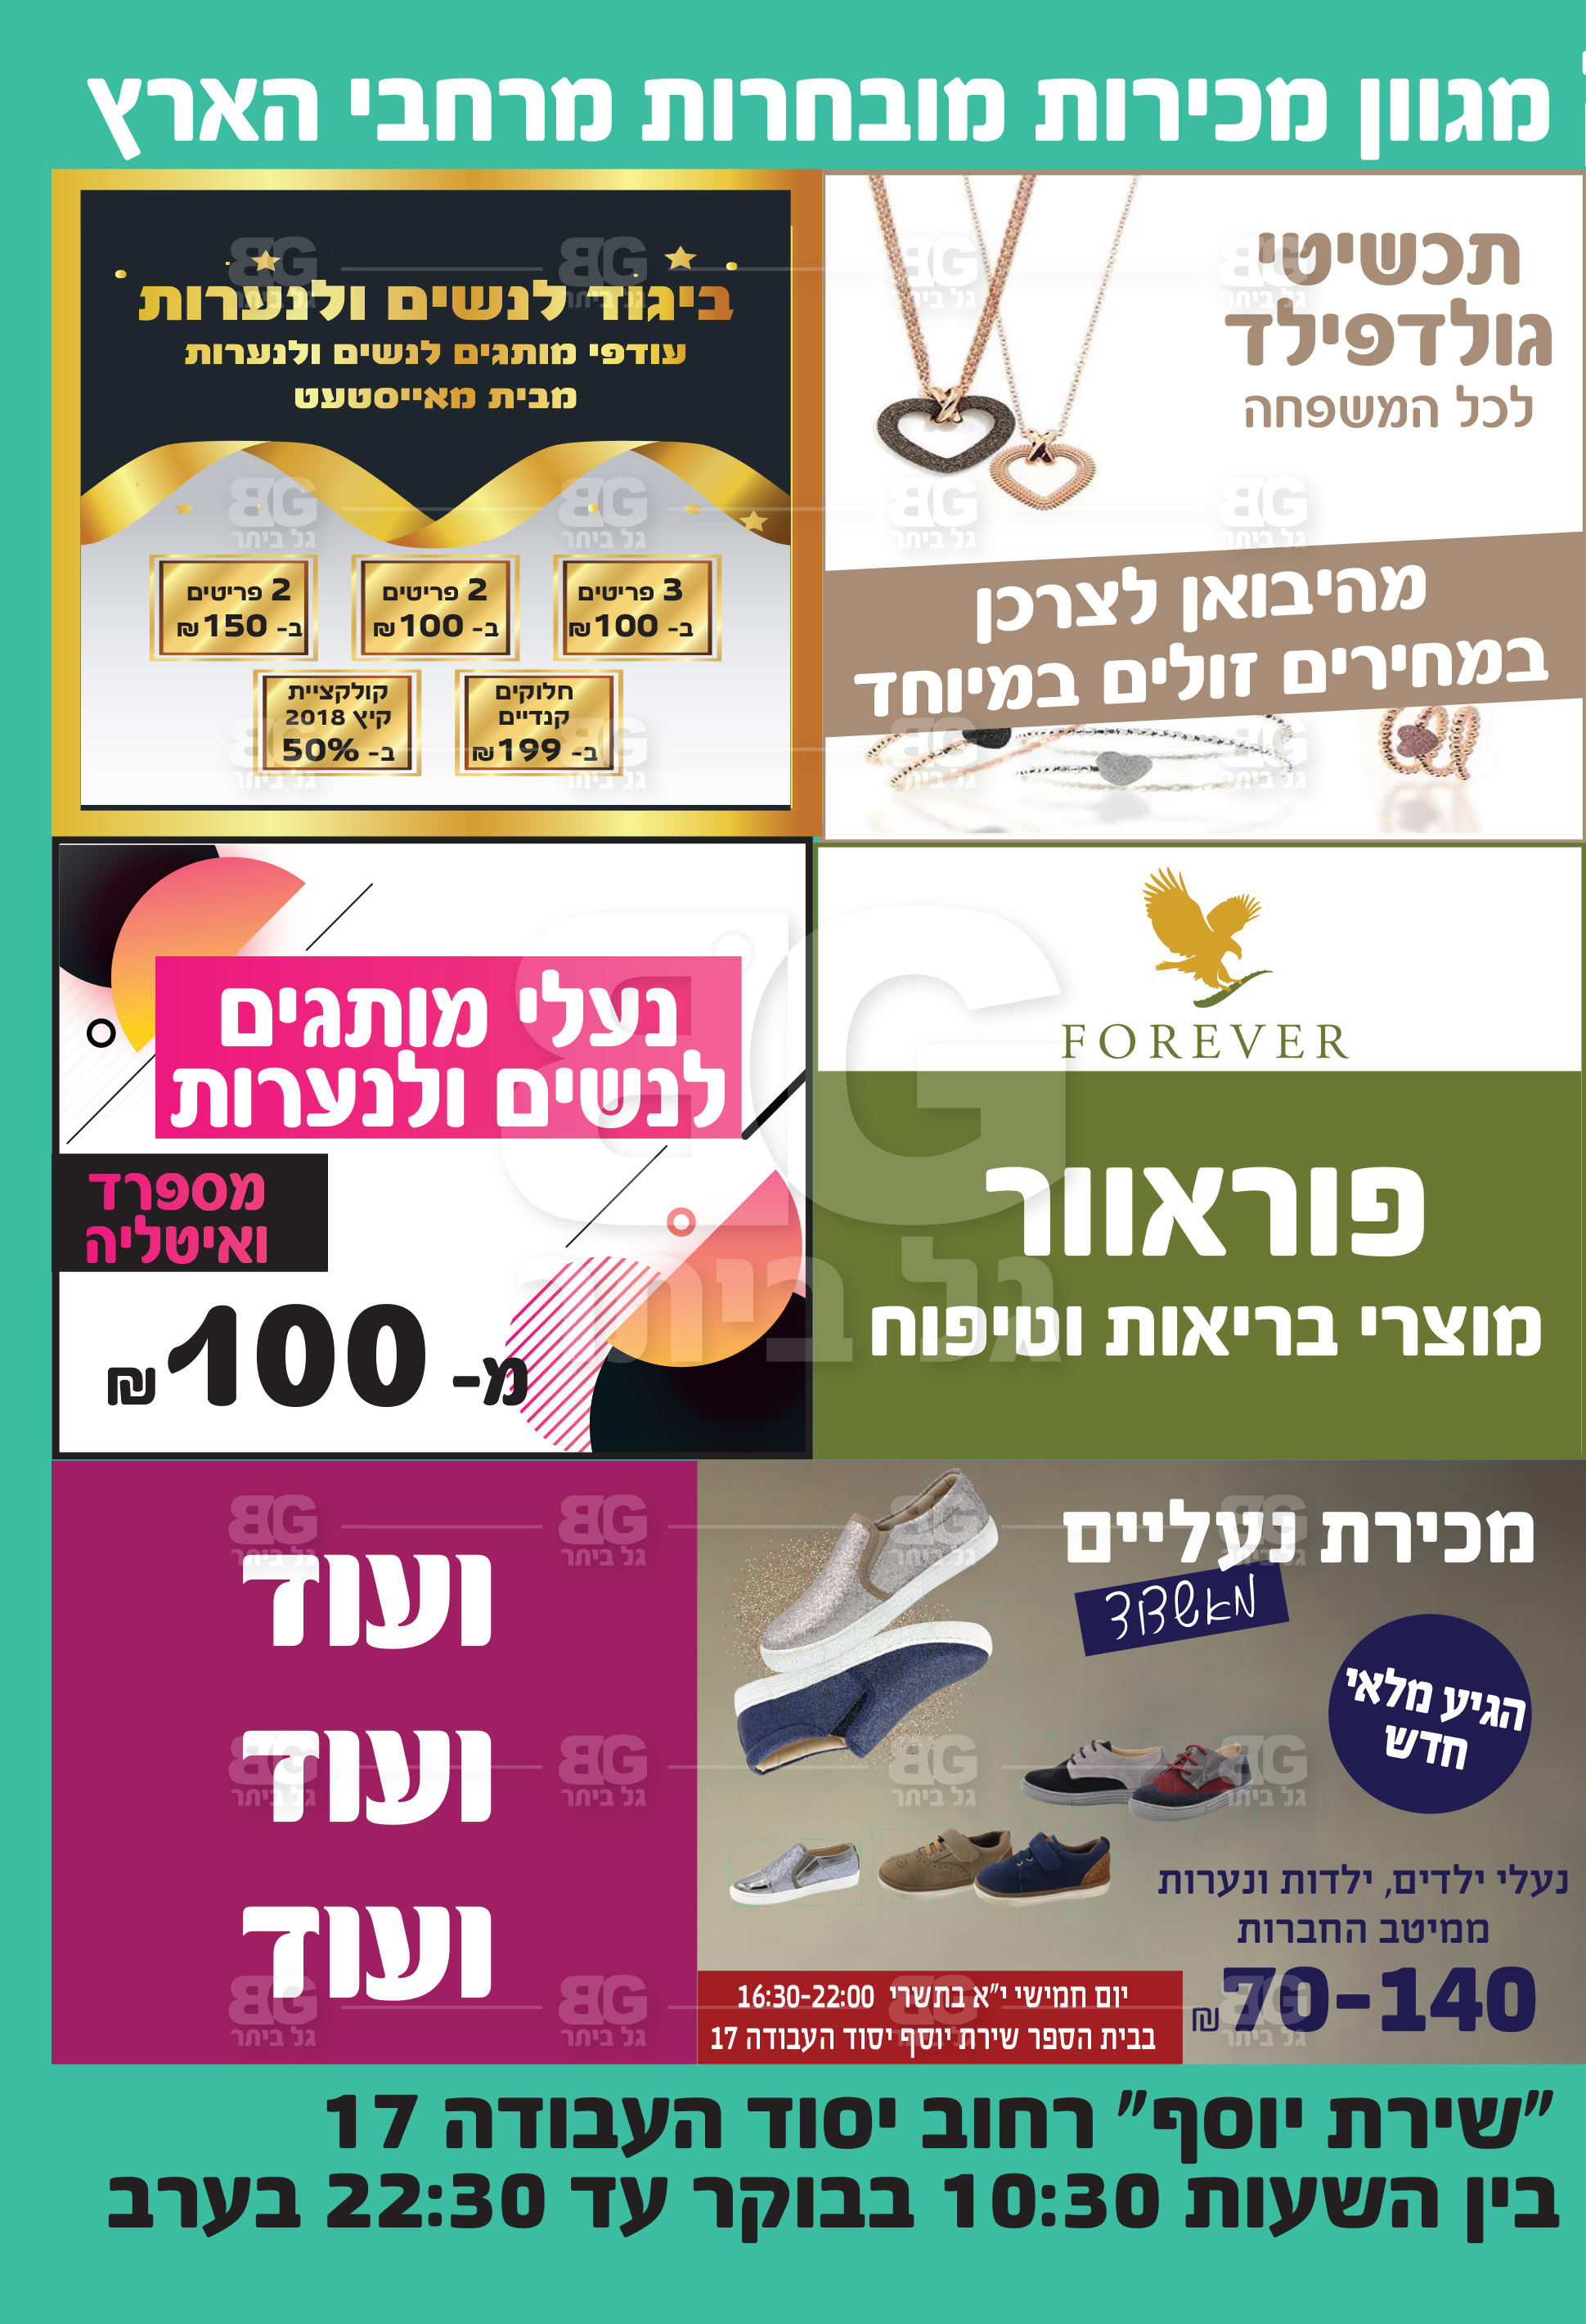 מגוון מכירות מובחרות מרחבי הארץ
תכשיטי
גולדפילד
לכל המשפחה
מהיבואן לצרכן
במחירים זולים במיוחד
ביגוד לנשים ולנערות
עודפי מותגים לנשים ולנערות
מבית מאייסטעט
3 פריטים
ב- 100₪
2 פריטים
ב- 100₪
2 פריטים
ב- 150₪
חלוקים
קנדיים
ב- 199₪
קולקציית
קיץ 2018
ב- 50%
FOREVER
פוראוור
מוצרי בריאות וטיפוח
נעלי מותגים
לנשים ולנערות
מספרד
ואיטליה
מ- 100₪
מכירת נעליים
מאשדוד
הגיע מלאי
חדש
נעלי ילדים, ילדות ונערות
ממיטב החברות
70-140₪
יום חמישי י"א בתשרי 16:30-22:00
בבית הספר שירת יוסף יסוד העבודה 17
ועוד
ועוד
ועוד
"שירת יוסף" רחוב יסוד העבודה 17
בין השעות 10:30 בבוקר עד 22:30 בערב
BG
גל ביתר